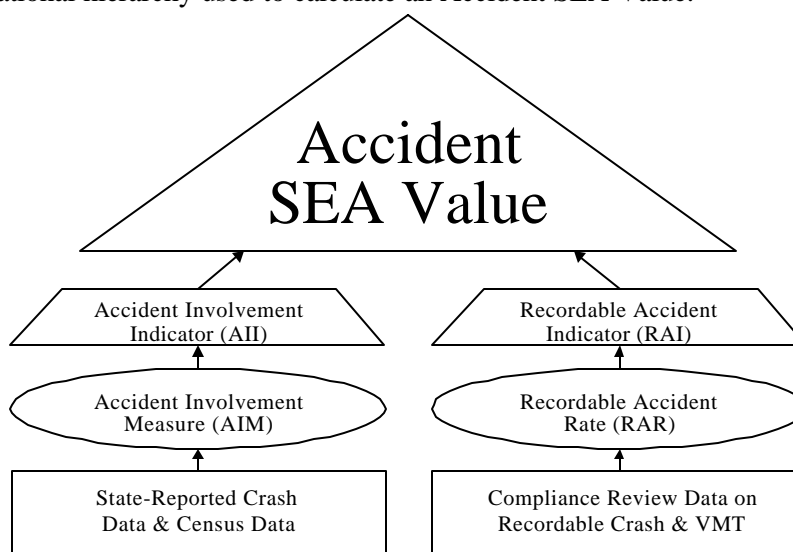 hierarchy used to calculate an Accident SEA Value.
Accident
SEA Value
Accident Involvement
Indicator (AII)
Recordable Accident
Indicator (RAI)
Accident Involvement
Measure (AIM)
Recordable Accident
Rate (RAR)
State-Reported Crash
Data & Census Data
Compliance Review Data on
Recordable Crash & VMT